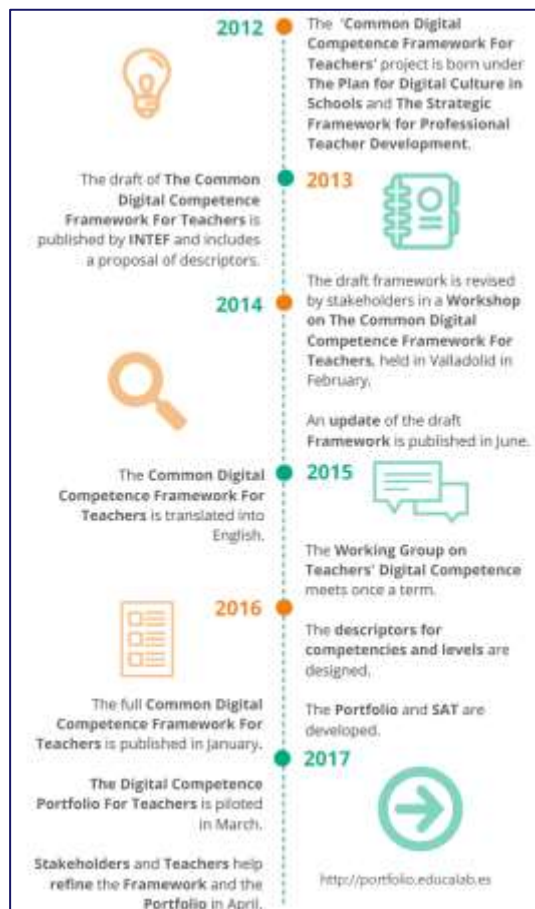 2012
The 'Common Digital
Competence Framework For
Teachers' project is born under
The Plan for Digital Culture in
Schools and The Strategic
Framework for Professional
Teacher Development.
2013
The draft of The Common
Digital Competence
Framework For Teachers is
published by INTEF and includes
a proposal of descriptors.
2014
The draft framework is revised
by stakeholders in a Workshop
on The Common Digital
Competence Framework For
Teachers, held in Valladolid in
February.
An update of the draft
Framework is published in June.
2015
The Common Digital
Competence Framework For
Teachers is translated into
English.
2016
The Working Group on
Teachers' Digital Competence
meets once a term.
The descriptors for
competencies and levels are
designed.
The Portfolio and SAT are
developed.
2017
The full Common Digital
Competence Framework For
Teachers is published in January.
The Digital Competence
Portfolio For Teachers is piloted
in March.
Stakeholders and Teachers help
refine the Framework and the
Portfolio in April.
http://portfolio.educalab.es